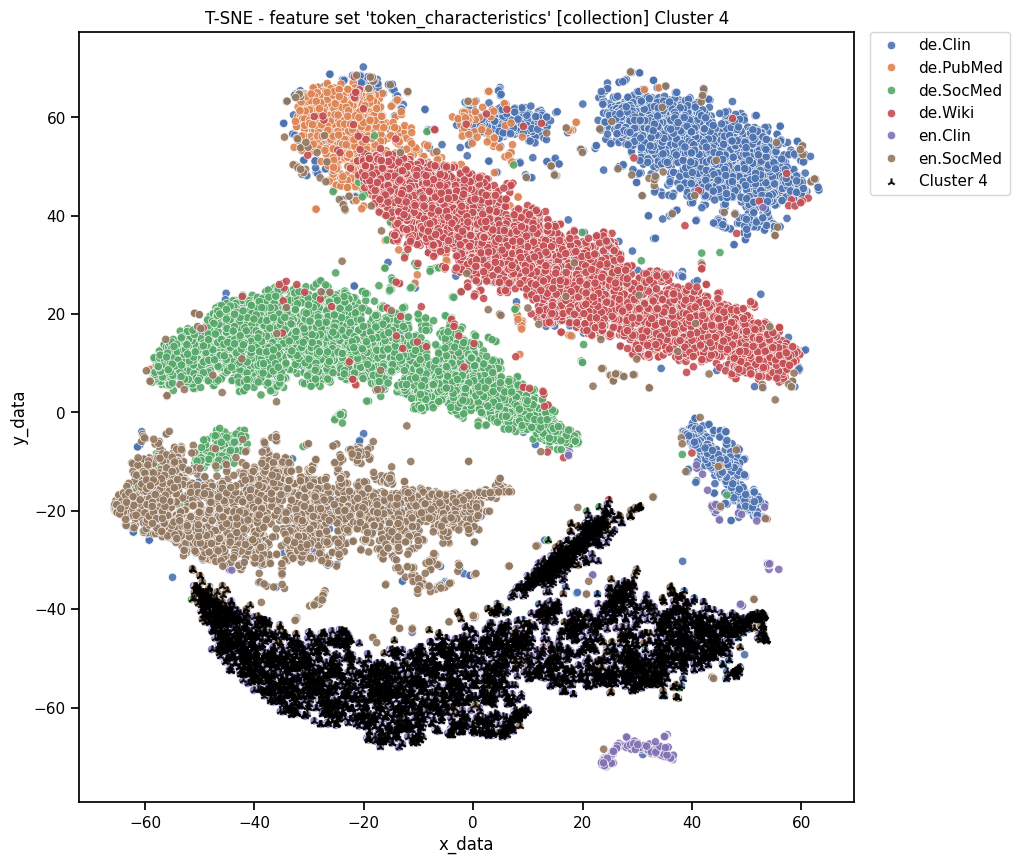 T-SNE - feature set 'token_characteristics' [collection] Cluster 4
de.Clin
de.PubMed
de.SocMed
de.Wiki
en.Clin
en.SocMed
Cluster 4
y_data
60
40
20
0
−20
−40
−60
−60
−40
−20
0
20
40
60
x_data